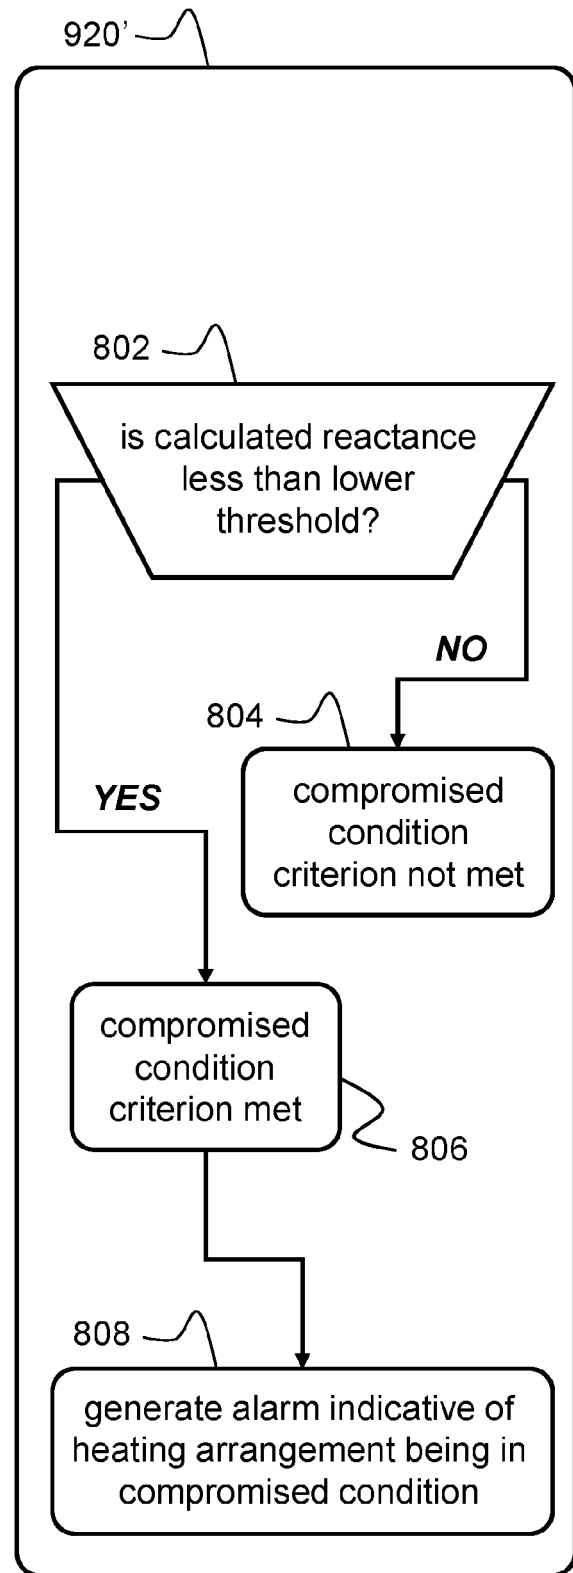 920’
802
is calculated reactance
less than lower
threshold?
NO
804
compromised
condition
criterion not met
YES
compromised
condition
criterion met
806
808
generate alarm indicative of
heating arrangement being in
compromised condition